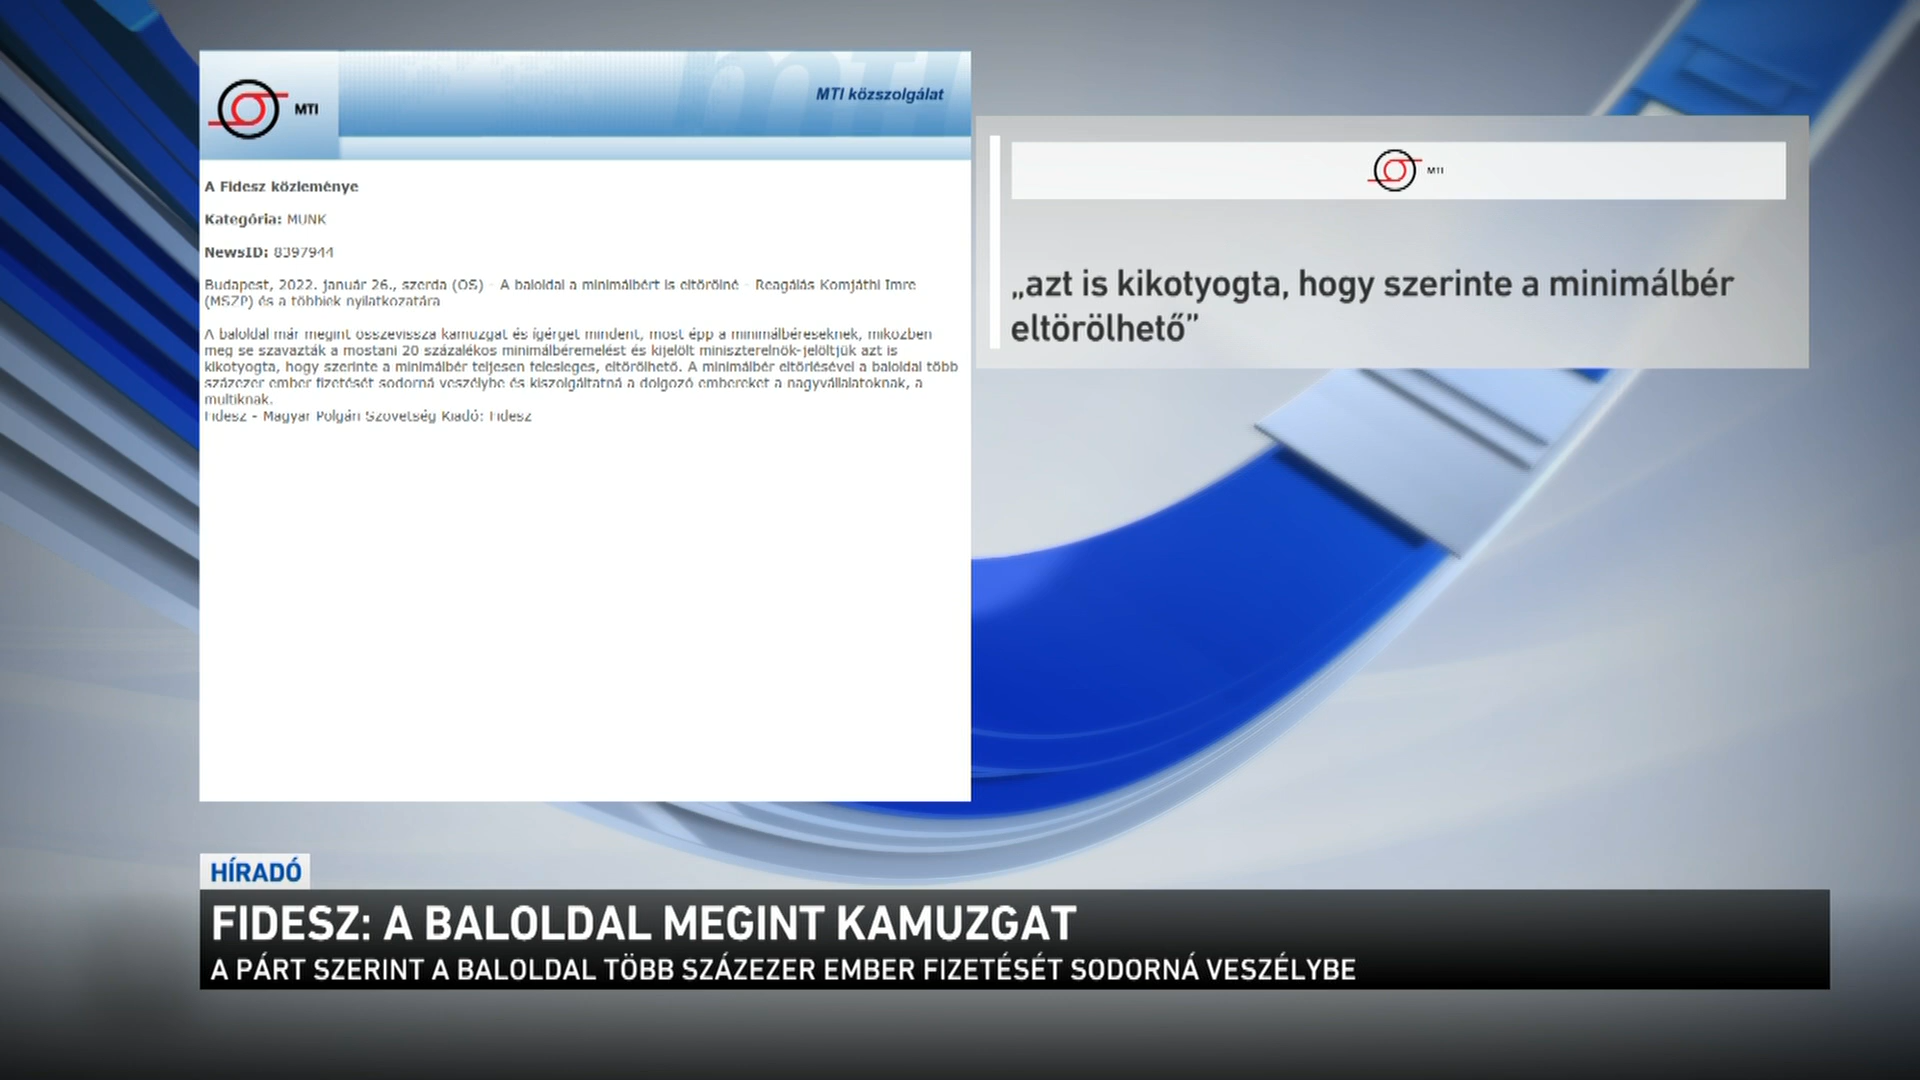 MTI
MTI közszolgálat
A Fidesz közleménye
Kategória: MUNK
NewsID: 8397944
Budapest, 2022. január 26., szerda (OS) - A baloldal a minimálbért is eltörölné - Reagálás Komjáthi Imre
(MSZP) és a többiek nyilatkozatára
A baloldal már megint összevissza kamuzgat és ígérget mindent, most épp a minimálbéreseknek, miközben
meg se szavazták a mostani 20 százalékos minimálbéremelést és kijelölt miniszterelnök-jelöltjük azt is
kikotyogta, hogy szerinte a minimálbér teljesen felesleges, eltörölhető. A minimálbér eltörlésével a baloldal több
százezer ember fizetését sodorná veszélybe és kiszolgáltatná a dolgozó embereket a nagyvállalatoknak, a
multiknak.
Fidesz - Magyar Polgári Szövetség Kiadó: Fidesz
MTI
„azt is kikotyogta, hogy szerinte a minimálbér
eltörölhető”
HÍRADÓ
FIDESZ: A BALOLDAL MEGINT KAMUZGAT
A PÁRT SZERINT A BALOLDAL TÖBB SZÁZEZER EMBER FIZETÉSÉT SODORNÁ VESZÉLYBE